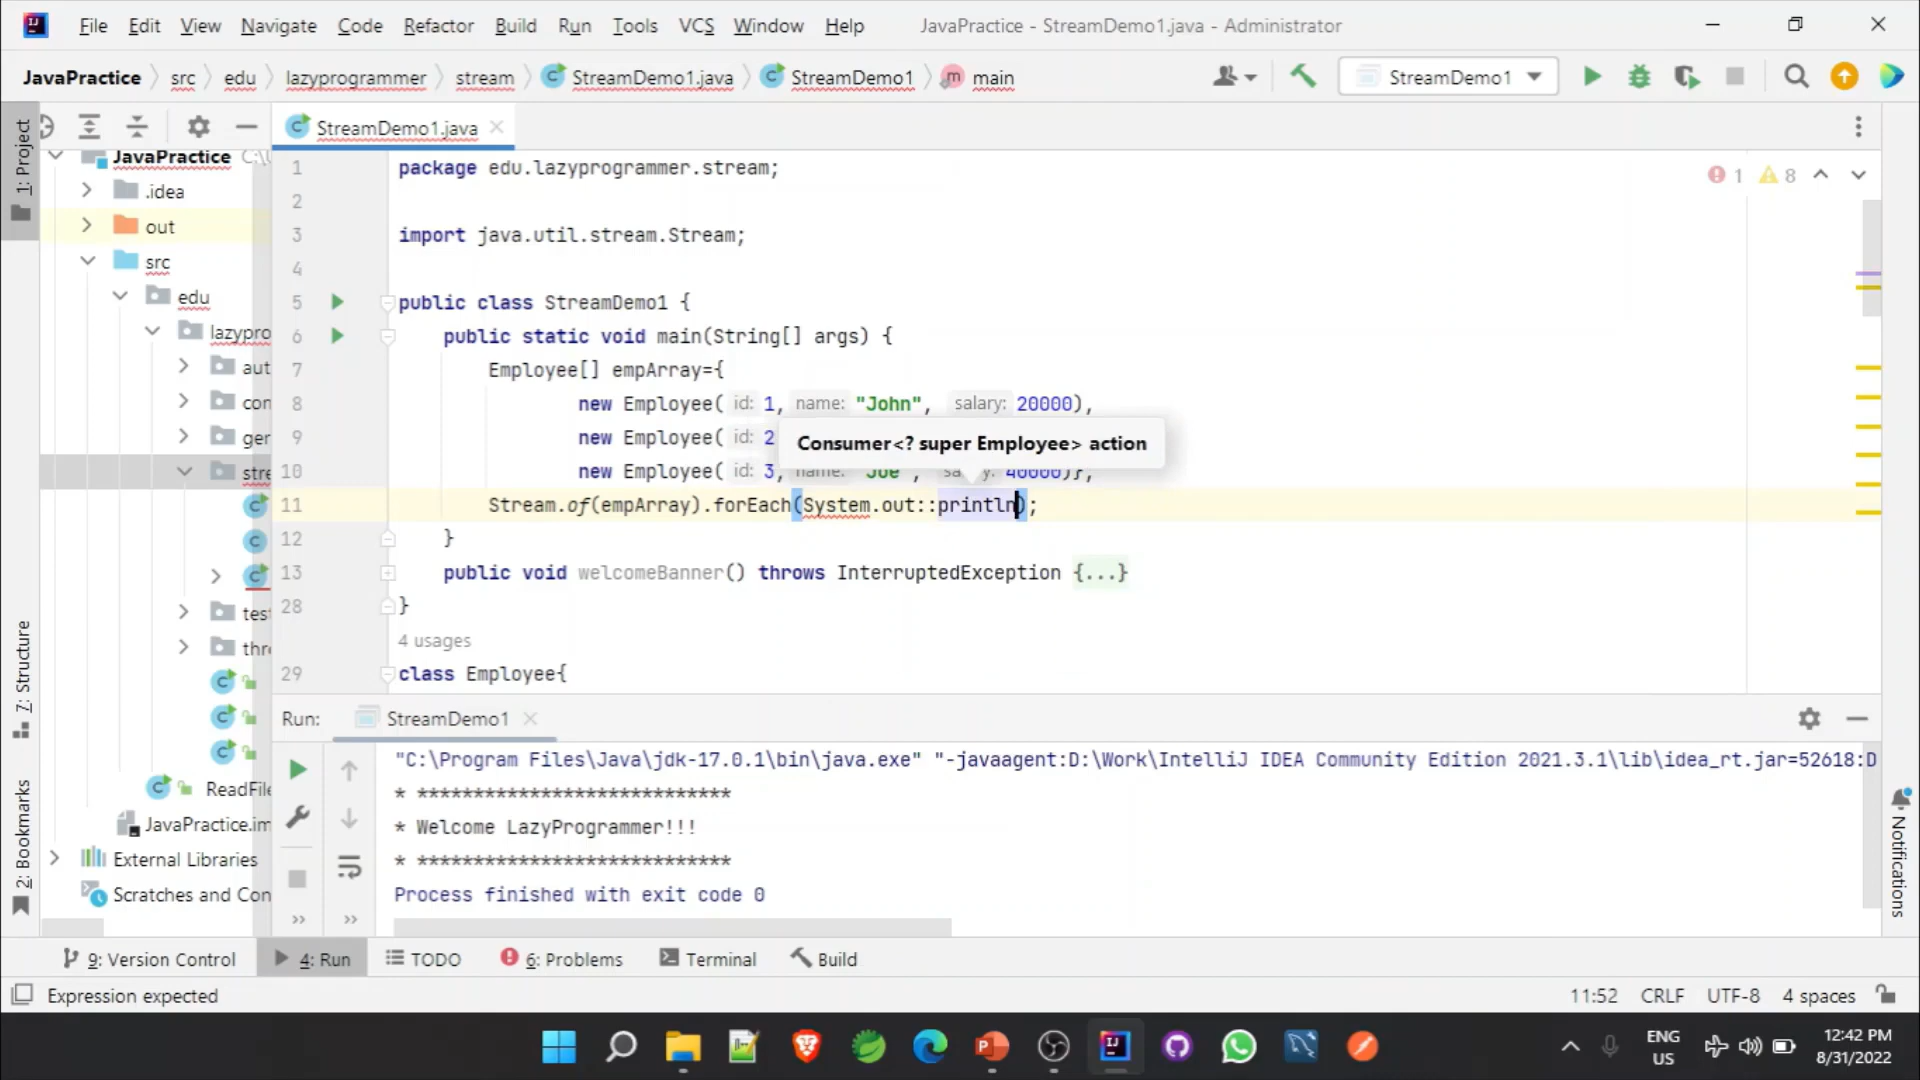 File Edit View Navigate Code Refactor Build Run Tools VCS Window Help JavaPractice - StreamDemo1.java - Administrator
JavaPractice src edu lazyprogrammer stream StreamDemo1.java StreamDemo1 main StreamDemo1
StreamDemo1.java
1: Project
7: Structure
2: Bookmarks
JavaPractice C:\U
.idea
out
src
edu
lazypro
aut
con
ger
stre
test
thre
ReadFile
JavaPractice.im
External Libraries
Scratches and Con
1 8
1 package edu.lazyprogrammer.stream;
2
3 import java.util.stream.Stream;
4
5 public class StreamDemo1 {
6 public static void main(String[] args) {
7 Employee[] empArray={
8 new Employee( id: 1, name: "John", salary: 20000),
9 new Employee( id: 2
Consumer<? super Employee> action
10 new Employee( id: 3, name: "Joe", sa y: 40000)};
11 Stream.of(empArray).forEach(System.out::println);
12 }
13 public void welcomeBanner() throws InterruptedException {...}
28 }
4 usages
29 class Employee{
Run: StreamDemo1
"C:\Program Files\Java\jdk-17.0.1\bin\java.exe" "-javaagent:D:\Work\IntelliJ IDEA Community Edition 2021.3.1\lib\idea_rt.jar=52618:D
* ****************************
* Welcome LazyProgrammer!!!
* ****************************
Process finished with exit code 0
Notifications
9: Version Control 4: Run TODO 6: Problems Terminal Build
Expression expected 11:52 CRLF UTF-8 4 spaces
ENG
US
12:42 PM
8/31/2022